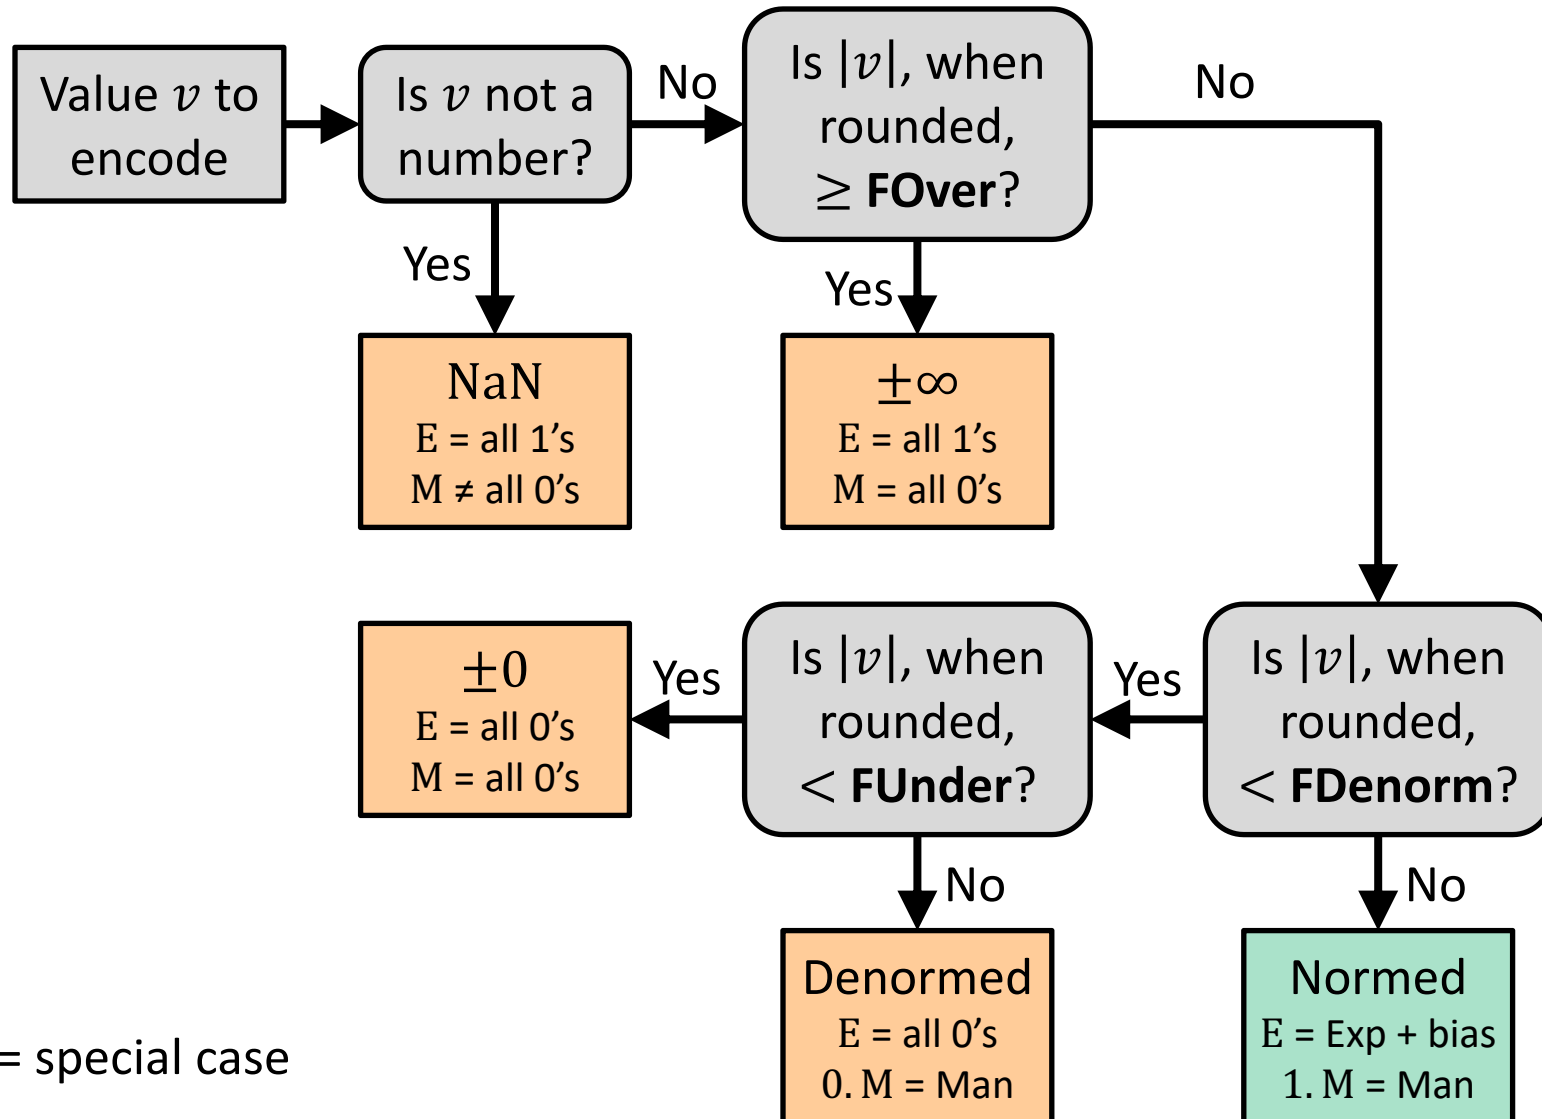 Value 𝑣 to
encode
Is 𝑣 not a
number?
No
Is |𝑣|, when
rounded,
≥ FOver?
No
Yes
Yes
NaN
E = all 1’s
M ≠ all 0’s
±∞
E = all 1’s
M = all 0’s
±0
E = all 0’s
M = all 0’s
Yes
Is |𝑣|, when
rounded,
< FUnder?
Yes
Is |𝑣|, when
rounded,
< FDenorm?
No
No
Denormed
E = all 0’s
0. M = Man
Normed
E = Exp + bias
1. M = Man
= special case